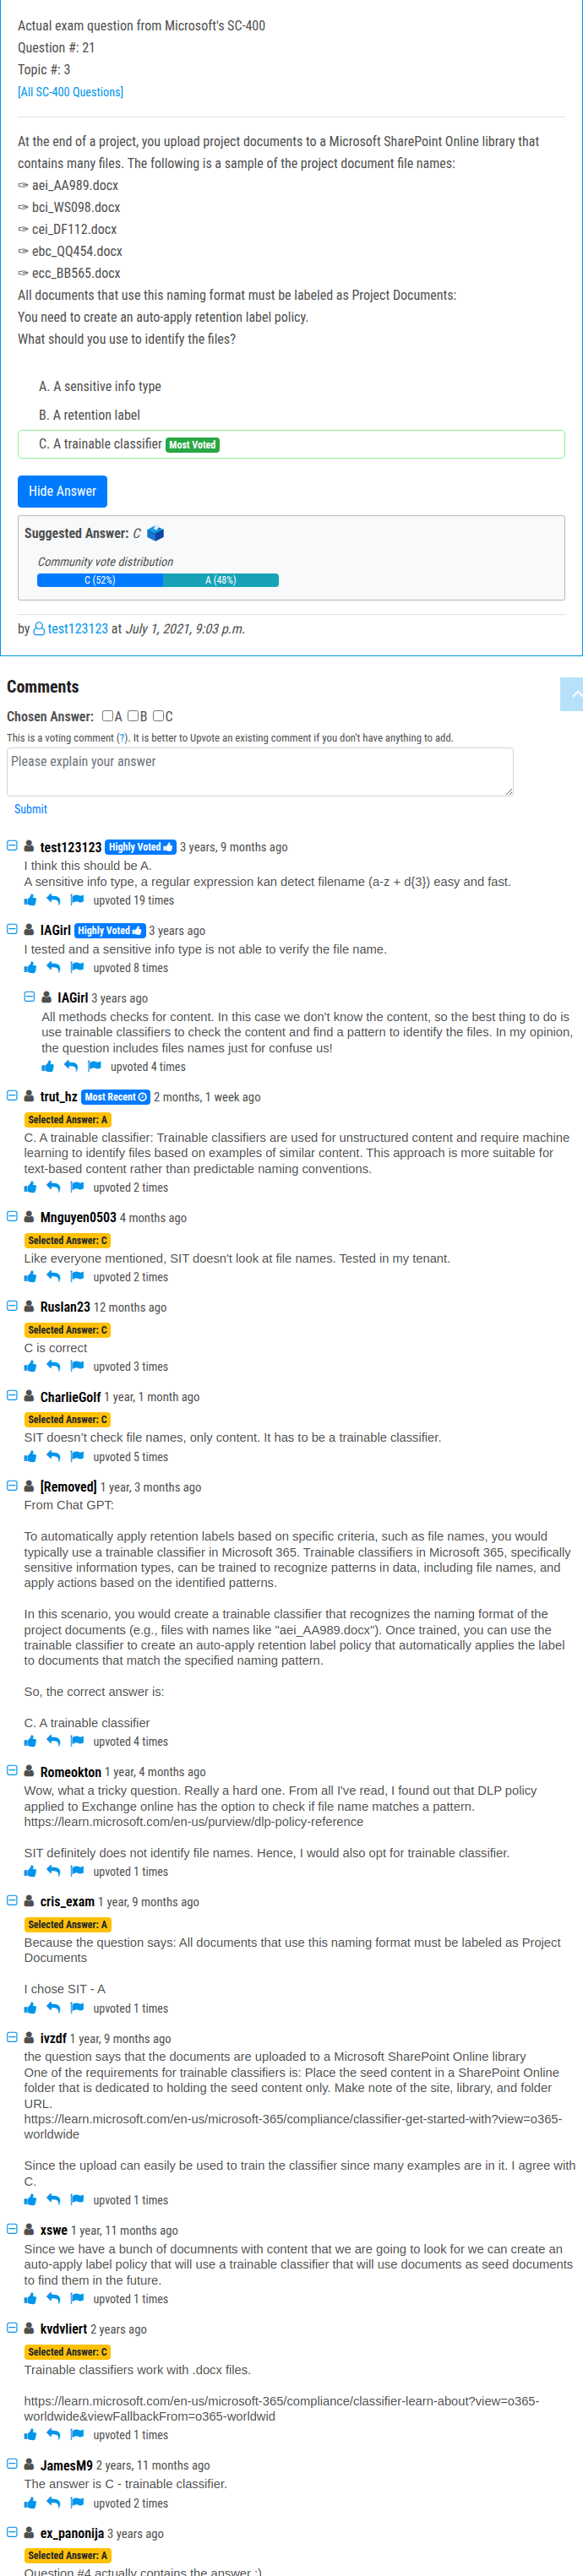 Actual exam question from Microsoft's SC-400
Question #: 21
Topic #: 3
[All SC-400 Questions]
At the end of a project, you upload project documents to a Microsoft SharePoint Online library that
contains many files. The following is a sample of the project document file names:
✑ aei_AA989.docx
✑ bci_WS098.docx
✑ cei_DF112.docx
✑ ebc_QQ454.docx
✑ ecc_BB565.docx
All documents that use this naming format must be labeled as Project Documents:
You need to create an auto-apply retention label policy.
What should you use to identify the files?
A. A sensitive info type
B. A retention label
C. A trainable classifier Most Voted
Hide Answer
Suggested Answer: C
Community vote distribution
C (52%) A (48%)
by test123123 at July 1, 2021, 9:03 p.m.
Comments
Chosen Answer: A B C
This is a voting comment (?). It is better to Upvote an existing comment if you don't have anything to add.
Please explain your answer
Submit
test123123 Highly Voted 3 years, 9 months ago
I think this should be A.
A sensitive info type, a regular expression kan detect filename (a-z + d{3}) easy and fast.
upvoted 19 times
IAGirl Highly Voted 3 years ago
I tested and a sensitive info type is not able to verify the file name.
upvoted 8 times
IAGirl 3 years ago
All methods checks for content. In this case we don't know the content, so the best thing to do is
use trainable classifiers to check the content and find a pattern to identify the files. In my opinion,
the question includes files names just for confuse us!
upvoted 4 times
trut_hz Most Recent 2 months, 1 week ago
Selected Answer: A
C. A trainable classifier: Trainable classifiers are used for unstructured content and require machine
learning to identify files based on examples of similar content. This approach is more suitable for
text-based content rather than predictable naming conventions.
upvoted 2 times
Mnguyen0503 4 months ago
Selected Answer: C
Like everyone mentioned, SIT doesn't look at file names. Tested in my tenant.
upvoted 2 times
Ruslan23 12 months ago
Selected Answer: C
C is correct
upvoted 3 times
CharlieGolf 1 year, 1 month ago
Selected Answer: C
SIT doesn't check file names, only content. It has to be a trainable classifier.
upvoted 5 times
[Removed] 1 year, 3 months ago
From Chat GPT:
To automatically apply retention labels based on specific criteria, such as file names, you would
typically use a trainable classifier in Microsoft 365. Trainable classifiers in Microsoft 365, specifically
sensitive information types, can be trained to recognize patterns in data, including file names, and
apply actions based on the identified patterns.
In this scenario, you would create a trainable classifier that recognizes the naming format of the
project documents (e.g., files with names like "aei_AA989.docx"). Once trained, you can use the
trainable classifier to create an auto-apply retention label policy that automatically applies the label
to documents that match the specified naming pattern.
So, the correct answer is:
C. A trainable classifier
upvoted 4 times
Romeokton 1 year, 4 months ago
Wow, what a tricky question. Really a hard one. From all I've read, I found out that DLP policy
applied to Exchange online has the option to check if file name matches a pattern.
https://learn.microsoft.com/en-us/purview/dlp-policy-reference
SIT definitely does not identify file names. Hence, I would also opt for trainable classifier.
upvoted 1 times
cris_exam 1 year, 9 months ago
Selected Answer: A
Because the question says: All documents that use this naming format must be labeled as Project
Documents
I chose SIT - A
upvoted 1 times
ivzdf 1 year, 9 months ago
the question says that the documents are uploaded to a Microsoft SharePoint Online library
One of the requirements for trainable classifiers is: Place the seed content in a SharePoint Online
folder that is dedicated to holding the seed content only. Make note of the site, library, and folder
URL.
https://learn.microsoft.com/en-us/microsoft-365/compliance/classifier-get-started-with?view=o365-
worldwide
Since the upload can easily be used to train the classifier since many examples are in it. I agree with
C.
upvoted 1 times
xswe 1 year, 11 months ago
Since we have a bunch of documnents with content that we are going to look for we can create an
auto-apply label policy that will use a trainable classifier that will use documents as seed documents
to find them in the future.
upvoted 1 times
kvdvliert 2 years ago
Selected Answer: C
Trainable classifiers work with .docx files.
https://learn.microsoft.com/en-us/microsoft-365/compliance/classifier-learn-about?view=o365-
worldwide&viewFallbackFrom=o365-worldwid
upvoted 1 times
JamesM9 2 years, 11 months ago
The answer is C - trainable classifier.
upvoted 2 times
ex_panonija 3 years ago
Selected Answer: A
Question #4 actually contains the answer :)